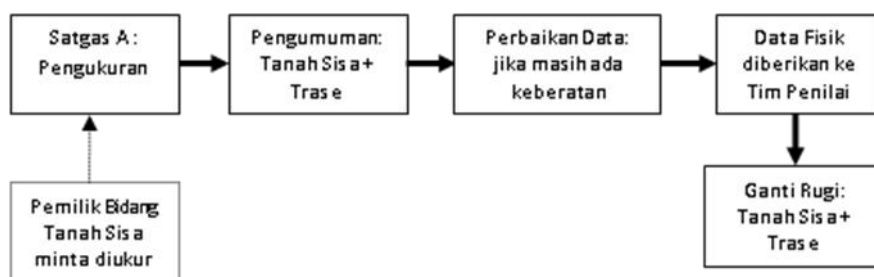 Satgas A:
Pengukuran
Pengumuman:
Tanah Sisa+
Trase
Perbaikan Data:
jika masih ada
keberatan
Data Fisik
diberikan ke
Tim Penilai
Pemilik Bidang
Tanah Sisa
minta diukur
Ganti Rugi:
Tanah Sisa+
Trase